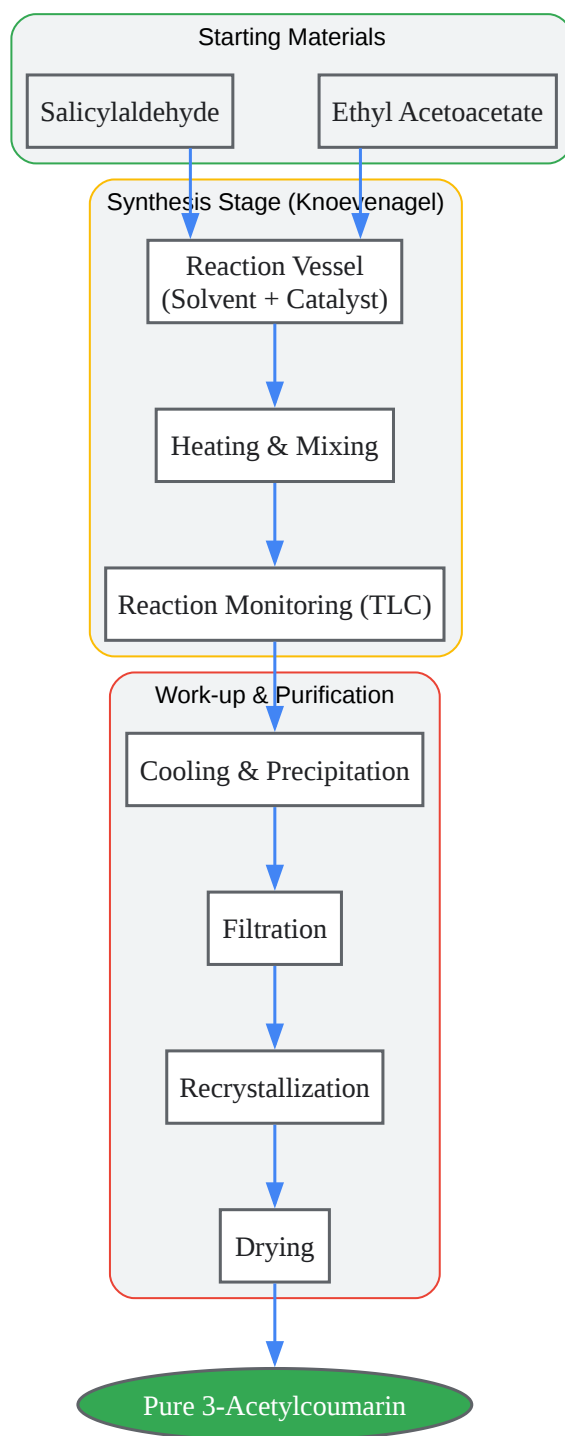 Starting Materials
Salicylaldehyde
Ethyl Acetoacetate
Synthesis Stage (Knoevenagel)
Reaction Vessel
(Solvent + Catalyst)
Heating & Mixing
Reaction Monitoring (TLC)
Work-up & Purification
Cooling & Precipitation
Filtration
Recrystallization
Drying
Pure 3-Acetylcoumarin